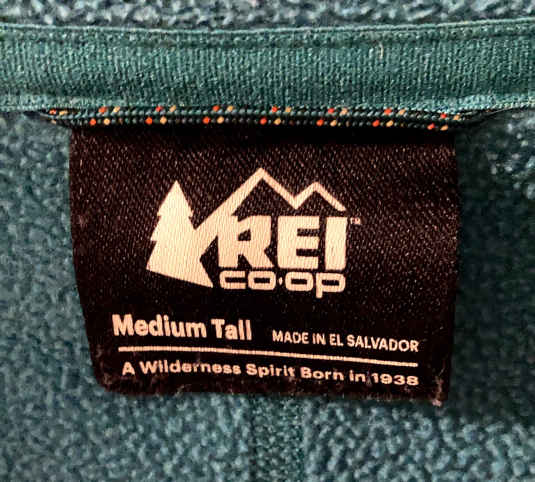 REI™
co·op
Medium Tall MADE IN EL SALVADOR
A Wilderness Spirit Born in 1938